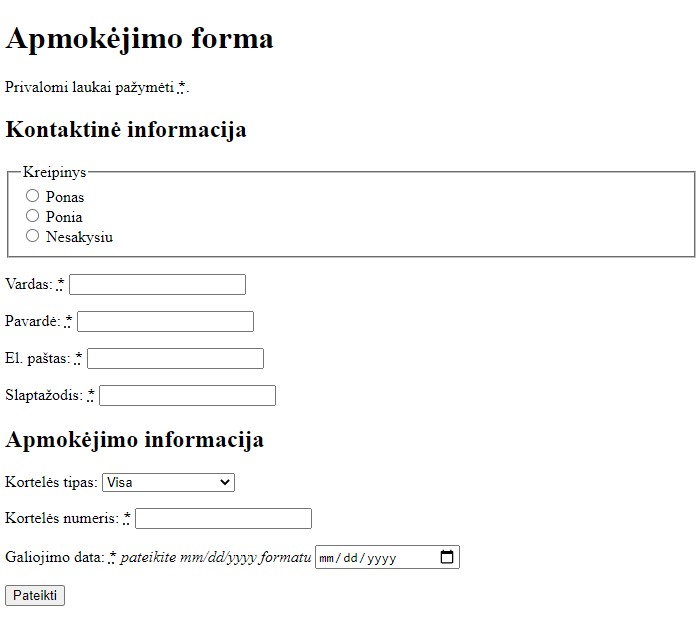 Apmokėjimo forma
Privalomi laukai pažymėti *.
Kontaktinė informacija
Kreipinys
Ponas
Ponia
Nesakysiu
Vardas: *
Pavardė: *
El. paštas: *
Slaptažodis: *
Apmokėjimo informacija
Kortelės tipas: Visa
Kortelės numeris: *
Galiojimo data: * pateikite mm/dd/yyyy formatu mm/dd/yyyy
Pateikti